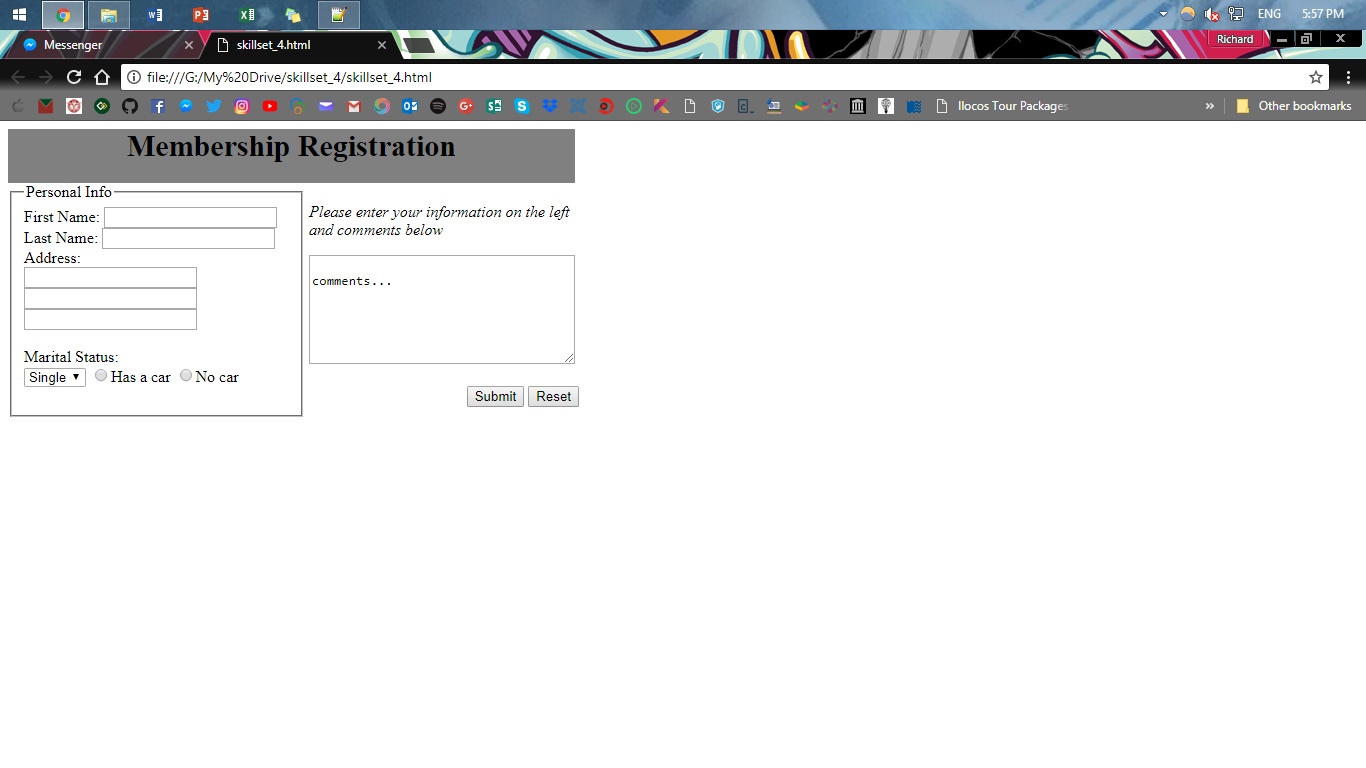 ENG 5:57 PM
Messenger skillset_4.html Richard
file:///G:/My%20Drive/skillset_4/skillset_4.html
Ilocos Tour Packages » Other bookmarks
Membership Registration
Personal Info
First Name:
Last Name:
Address:
Marital Status:
Single Has a car No car
Please enter your information on the left
and comments below
comments...
Submit Reset